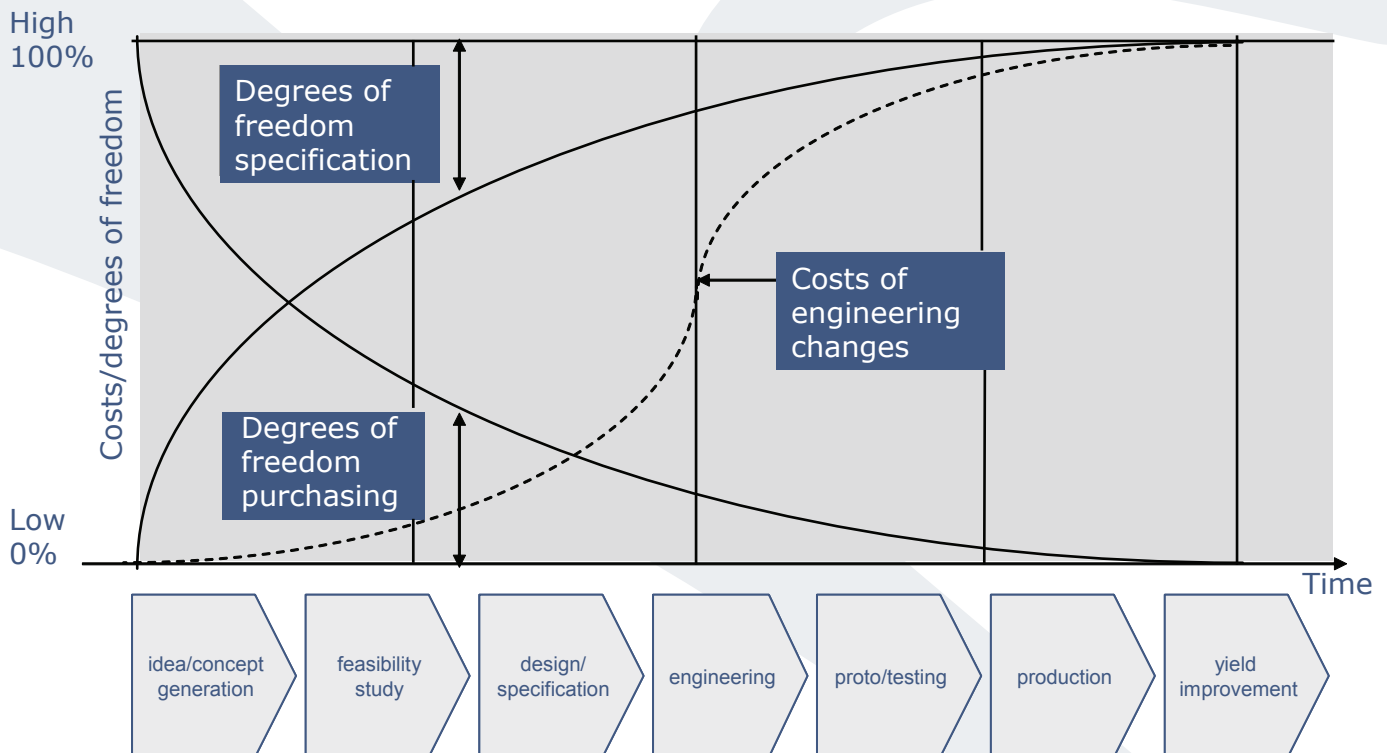 High
100%
Costs/degrees of freedom
Degrees of
freedom
specification
Costs of
engineering
changes
Degrees of
freedom
purchasing
Low
0%
Time
idea/concept
generation
feasibility
study
design/
specification
engineering
proto/testing
production
yield
improvement